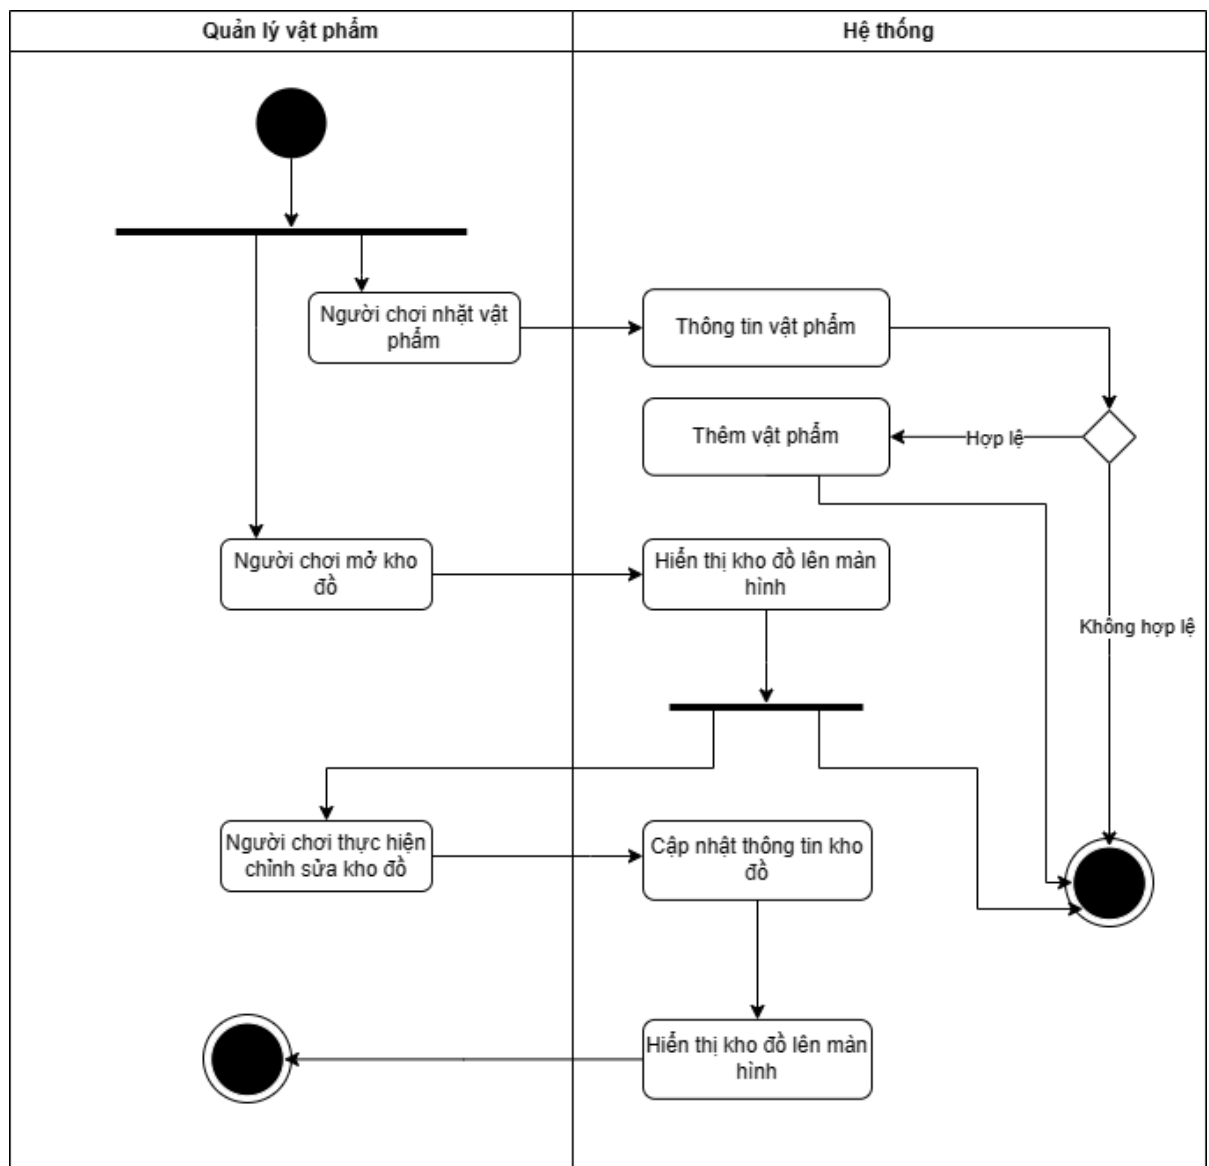 Quản lý vật phẩm
Hệ thống
Người chơi nhặt vật
phẩm
Thông tin vật phẩm
Thêm vật phẩm
Hợp lệ
Người chơi mở kho
đồ
Hiển thị kho đồ lên màn
hình
Không hợp lệ
Người chơi thực hiện
chỉnh sửa kho đồ
Cập nhật thông tin kho
đồ
Hiển thị kho đồ lên màn
hình